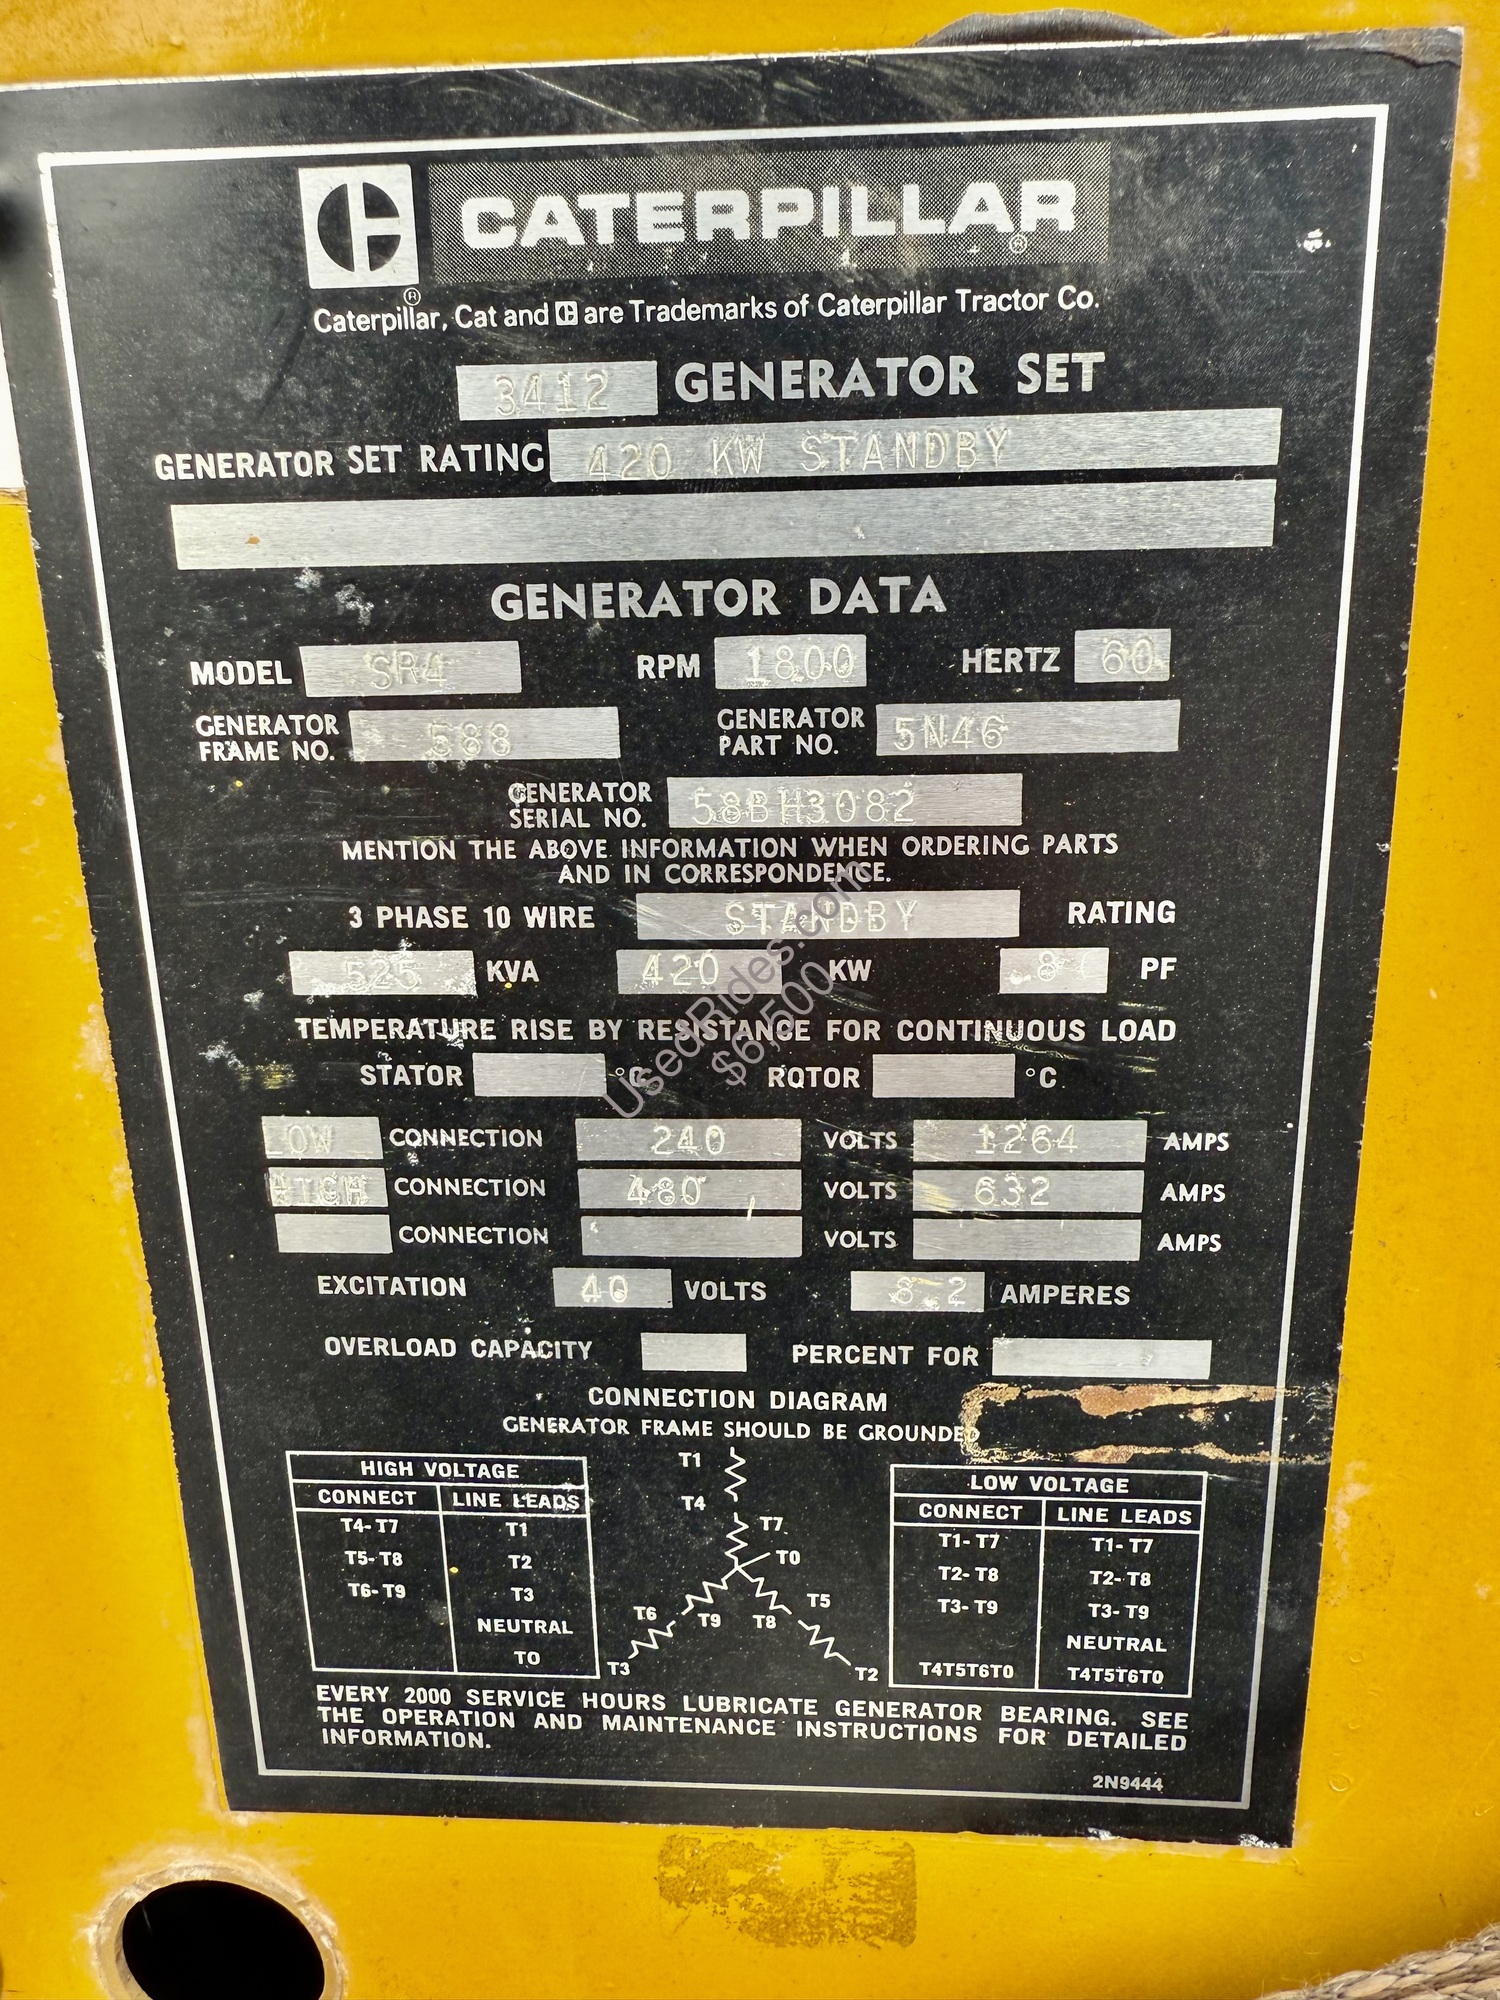 CATERPILLAR ®
®
Caterpillar, Cat and C are Trademarks of Caterpillar Tractor Co.
3412 GENERATOR SET
GENERATOR SET RATING 420 KW STANDBY
GENERATOR DATA
MODEL SR4 RPM 1800 HERTZ 60
GENERATOR FRAME NO. 588 GENERATOR PART NO. 5N46
GENERATOR SERIAL NO. 58BH3082
MENTION THE ABOVE INFORMATION WHEN ORDERING PARTS
AND IN CORRESPONDENCE.
3 PHASE 10 WIRE STANDBY RATING
525 KVA 420 KW .8 PF
TEMPERATURE RISE BY RESISTANCE FOR CONTINUOUS LOAD
STATOR °C ROTOR °C
LOW CONNECTION 240 VOLTS 1264 AMPS
HIGH CONNECTION 480 VOLTS 632 AMPS
CONNECTION VOLTS AMPS
EXCITATION 40 VOLTS 8.2 AMPERES
OVERLOAD CAPACITY PERCENT FOR
CONNECTION DIAGRAM
GENERATOR FRAME SHOULD BE GROUNDED
HIGH VOLTAGE
CONNECT LINE LEADS
T4-T7 T1
T5-T8 T2
T6-T9 T3
NEUTRAL
T0
T1
T4
T7
T0
T6
T9
T8
T5
T3
T2
LOW VOLTAGE
CONNECT LINE LEADS
T1-T7 T1-T7
T2-T8 T2-T8
T3-T9 T3-T9
NEUTRAL
T4T5T6T0 T4T5T6T0
EVERY 2000 SERVICE HOURS LUBRICATE GENERATOR BEARING. SEE
THE OPERATION AND MAINTENANCE INSTRUCTIONS FOR DETAILED
INFORMATION.
2N9444
UsedRides.com
$6,500